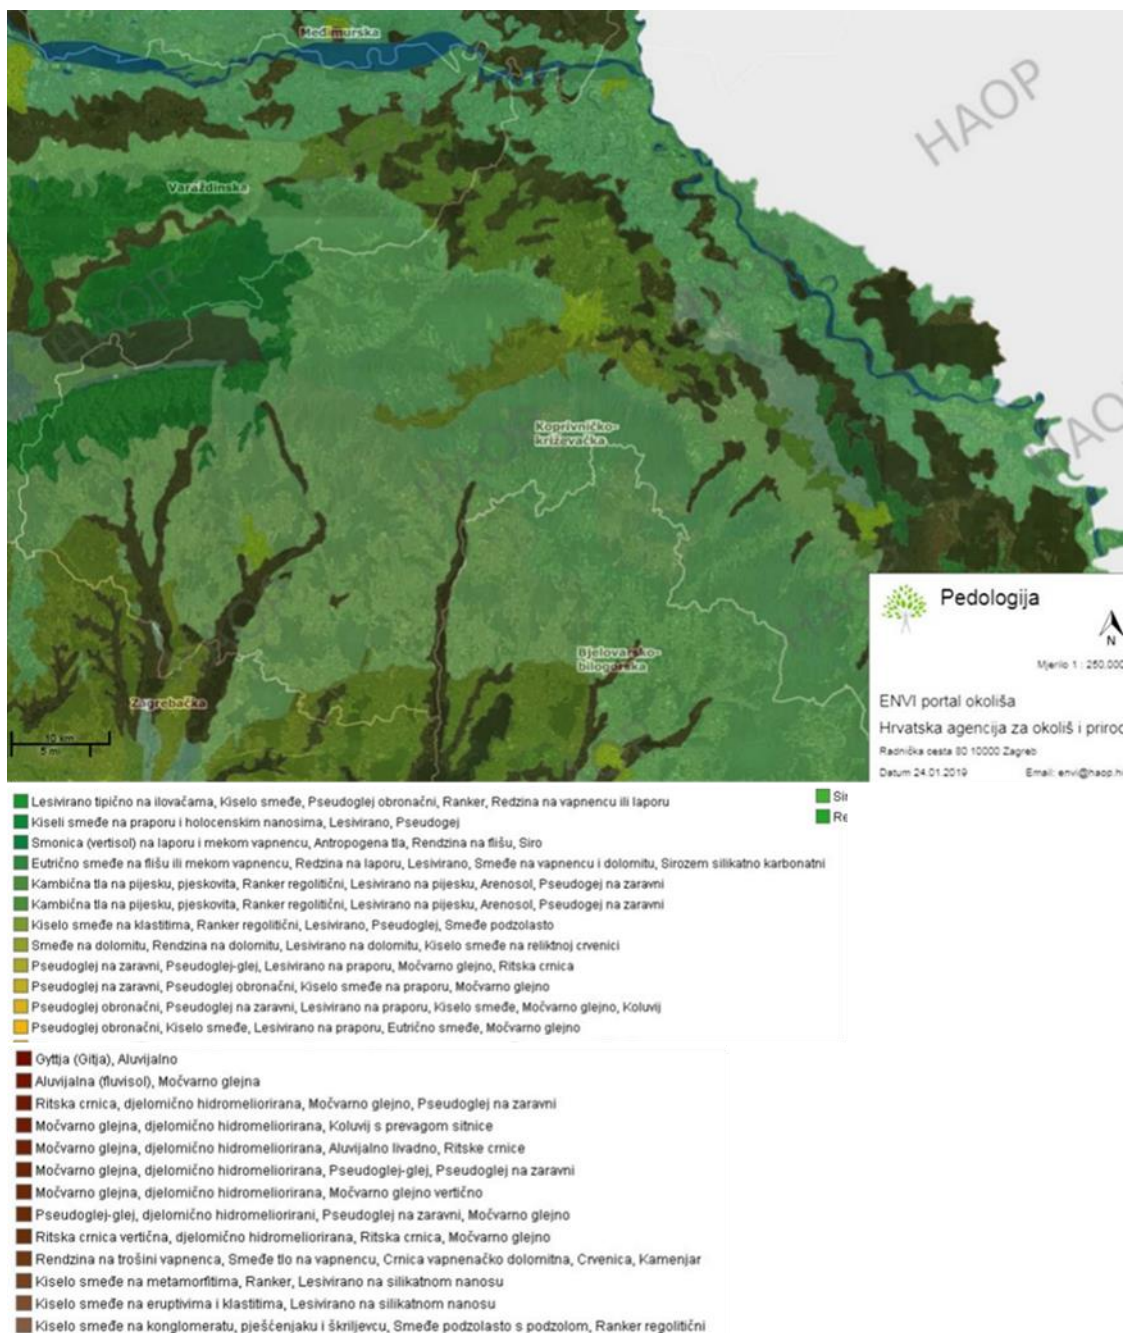 Međimurska
HAOP
Varaždinska
HAOP
Koprivničko-
križevačka
HAOP
HAOP
Bjelovarsko-
bilogorska
Zagrebačka
10 km
5 mi
Pedologija
N
Mjerilo 1 : 250,000
ENVI portal okoliša
Hrvatska agencija za okoliš i priro
Radnička cesta 80 10000 Zagreb
Datum 24.01.2019 Email: envi@haop.h
Lesivirano tipično na ilovačama, Kiselo smeđe, Pseudoglej obronačni, Ranker, Redzina na vapnencu ili laporu
Sir
Kiseli smeđe na praporu i holocenskim nanosima, Lesivirano, Pseudogej
Re
Smonica (vertisol) na laporu i mekom vapnencu, Antropogena tla, Rendzina na flišu, Siro
Eutrično smeđe na flišu ili mekom vapnencu, Redzina na laporu, Lesivirano, Smeđe na vapnencu i dolomitu, Sirozem silikatno karbonatni
Kambična tla na pijesku, pjeskovita, Ranker regolitični, Lesivirano na pijesku, Arenosol, Pseudogej na zaravni
Kambična tla na pijesku, pjeskovita, Ranker regolitični, Lesivirano na pijesku, Arenosol, Pseudogej na zaravni
Kiselo smeđe na klastitima, Ranker regolitični, Lesivirano, Pseudoglej, Smeđe podzolasto
Smeđe na dolomitu, Rendzina na dolomitu, Lesivirano na dolomitu, Kiselo smeđe na reliktnoj crvenici
Pseudoglej na zaravni, Pseudoglej-glej, Lesivirano na praporu, Močvarno glejno, Ritska crnica
Pseudoglej na zaravni, Pseudoglej obronačni, Kiselo smeđe na praporu, Močvarno glejno
Pseudoglej obronačni, Pseudoglej na zaravni, Lesivirano na praporu, Kiselo smeđe, Močvarno glejno, Koluvij
Pseudoglej obronačni, Kiselo smeđe, Lesivirano na praporu, Eutrično smeđe, Močvarno glejno
Gyttja (Gitja), Aluvijalno
Aluvijalna (fluvisol), Močvarno glejna
Ritska crnica, djelomično hidromeliorirana, Močvarno glejno, Pseudoglej na zaravni
Močvarno glejna, djelomično hidromeliorirana, Koluvij s prevagom sitnice
Močvarno glejna, djelomično hidromeliorirana, Aluvijalno livadno, Ritske crnice
Močvarno glejna, djelomično hidromeliorirana, Pseudoglej-glej, Pseudoglej na zaravni
Močvarno glejna, djelomično hidromeliorirana, Močvarno glejno vertično
Pseudoglej-glej, djelomično hidromeliorirani, Pseudoglej na zaravni, Močvarno glejno
Ritska crnica vertična, djelomično hidromeliorirana, Ritska crnica, Močvarno glejno
Rendzina na trošini vapnenca, Smeđe tlo na vapnencu, Crnica vapnenačko dolomitna, Crvenica, Kamenjar
Kiselo smeđe na metamorfitima, Ranker, Lesivirano na silikatnom nanosu
Kiselo smeđe na eruptivima i klastitima, Lesivirano na silikatnom nanosu
Kiselo smeđe na konglomeratu, pješćenjaku i škriljevcu, Smeđe podzolasto s podzolom, Ranker regolitični